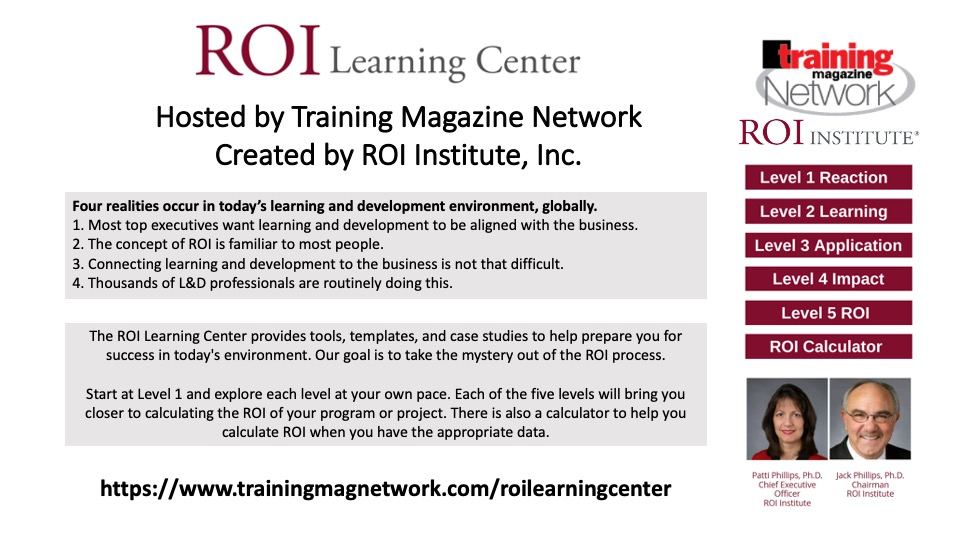 ROI Learning Center
Hosted by Training Magazine Network
Created by ROI Institute, Inc.
Four realities occur in today's learning and development environment, globally.
1. Most top executives want learning and development to be aligned with the business.
2. The concept of ROI is familiar to most people.
3. Connecting learning and development to the business is not that difficult.
4. Thousands of L&D professionals are routinely doing this.
The ROI Learning Center provides tools, templates, and case studies to help prepare you for
success in today's environment. Our goal is to take the mystery out of the ROI process.
Start at Level 1 and explore each level at your own pace. Each of the five levels will bring you
closer to calculating the ROI of your program or project. There is also a calculator to help you
calculate ROI when you have the appropriate data.
https://www.trainingmagnetwork.com/roilearningcenter
training
magazine
Network
ROI INSTITUTE®
Level 1 Reaction
Level 2 Learning
Level 3 Application
Level 4 Impact
Level 5 ROI
ROI Calculator
Patti Phillips, Ph.D.
Chief Executive
Officer
ROI Institute
Jack Phillips, Ph.D.
Chairman
ROI Institute